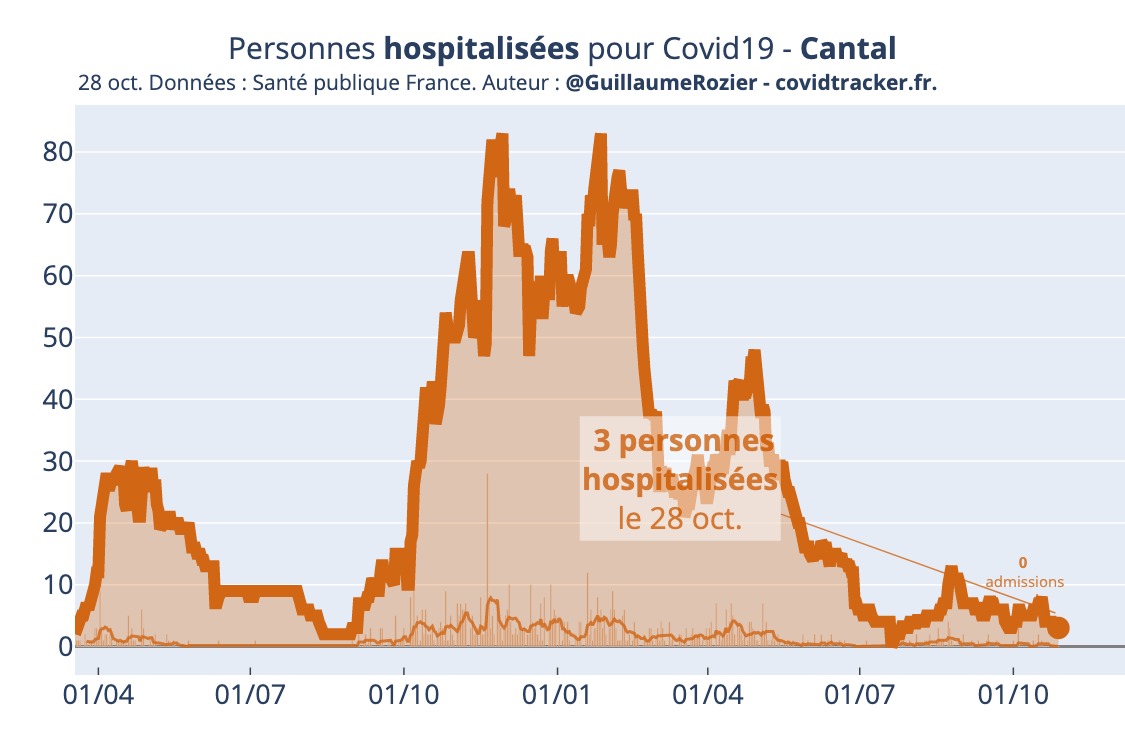 Personnes hospitalisées pour Covid19 - Cantal
28 oct. Données : Santé publique France. Auteur : @GuillaumeRozier - covidtracker.fr.
80
70
60
50
40
30
20
10
0
3 personnes
hospitalisées
le 28 oct.
0
admissions
01/04
01/07
01/10
01/01
01/04
01/07
01/10